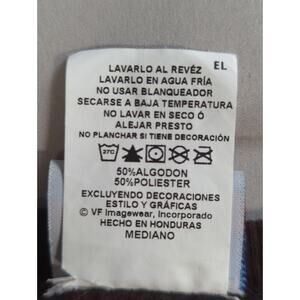 LAVARLO AL REVÉZ EL
LAVARLO EN AGUA FRÍA
NO USAR BLANQUEADOR
SECARSE A BAJA TEMPERATURA
NO LAVAR EN SECO Ó
ALEJAR PRESTO
NO PLANCHAR SI TIENE DECORACIÓN
27C
50%ALGODON
50%POLIESTER
EXCLUYENDO DECORACIONES
ESTILO Y GRÁFICAS
© VF Imagewear, Incorporado
HECHO EN HONDURAS
MEDIANO